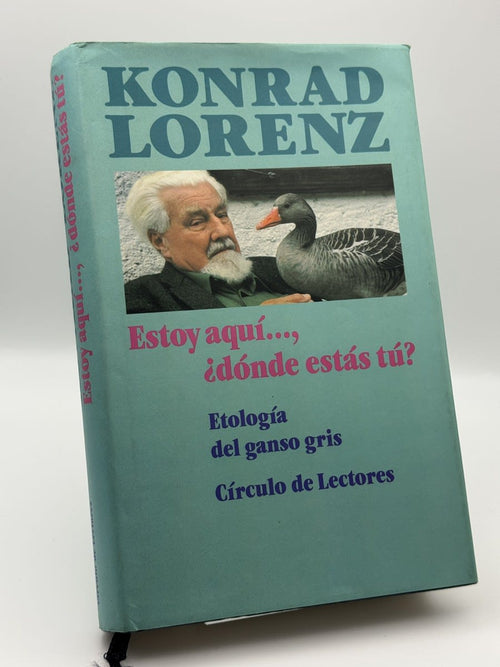 KONRAD
LORENZ
Estoy aquí...,
¿dónde estás tú?
Etología
del ganso gris
Círculo de Lectores
Estoy aquí..., ¿dónde estás tú?